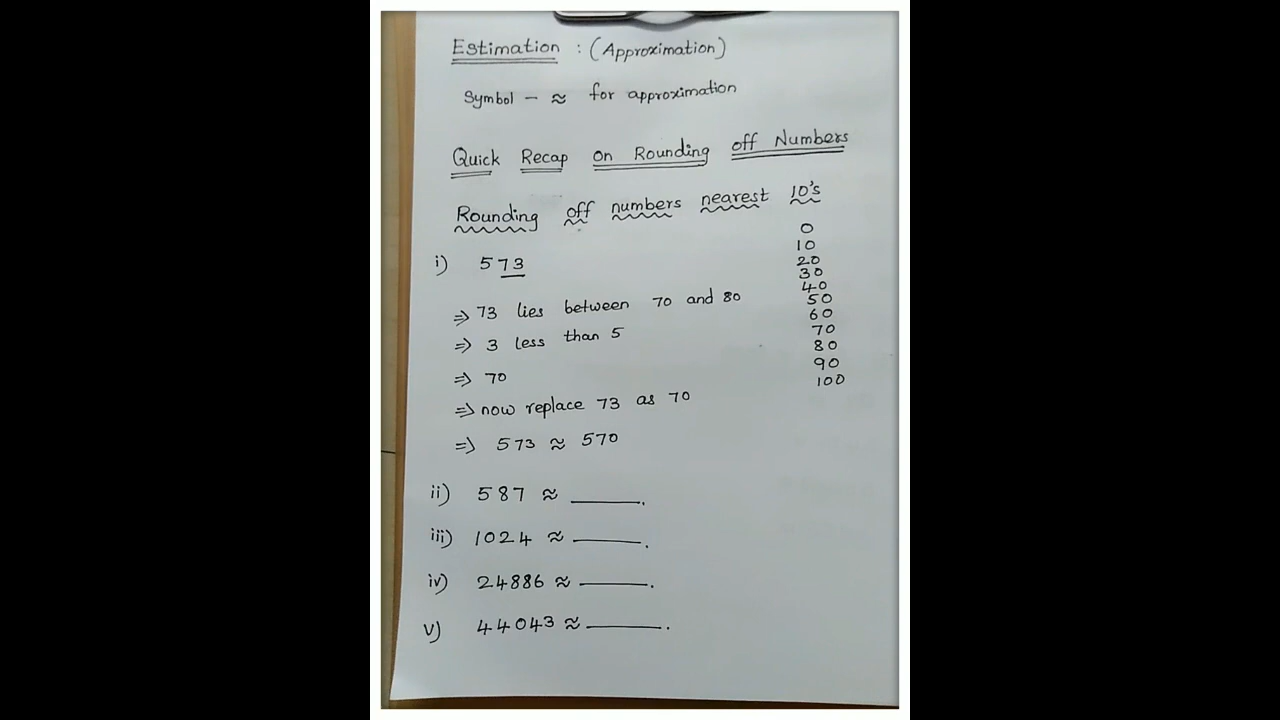 Estimation : (Approximation)
Symbol - ≈ for approximation
Quick Recap on Rounding off Numbers
Rounding off numbers nearest 10's
0
10
20
30
40
50
60
70
80
90
100
i) 573
⇒ 73 lies between 70 and 80
⇒ 3 less than 5
⇒ 70
⇒ now replace 73 as 70
⇒ 573 ≈ 570
ii) 587 ≈ ______.
iii) 1024 ≈ ______.
iv) 24886 ≈ ______.
v) 44043 ≈ ______.